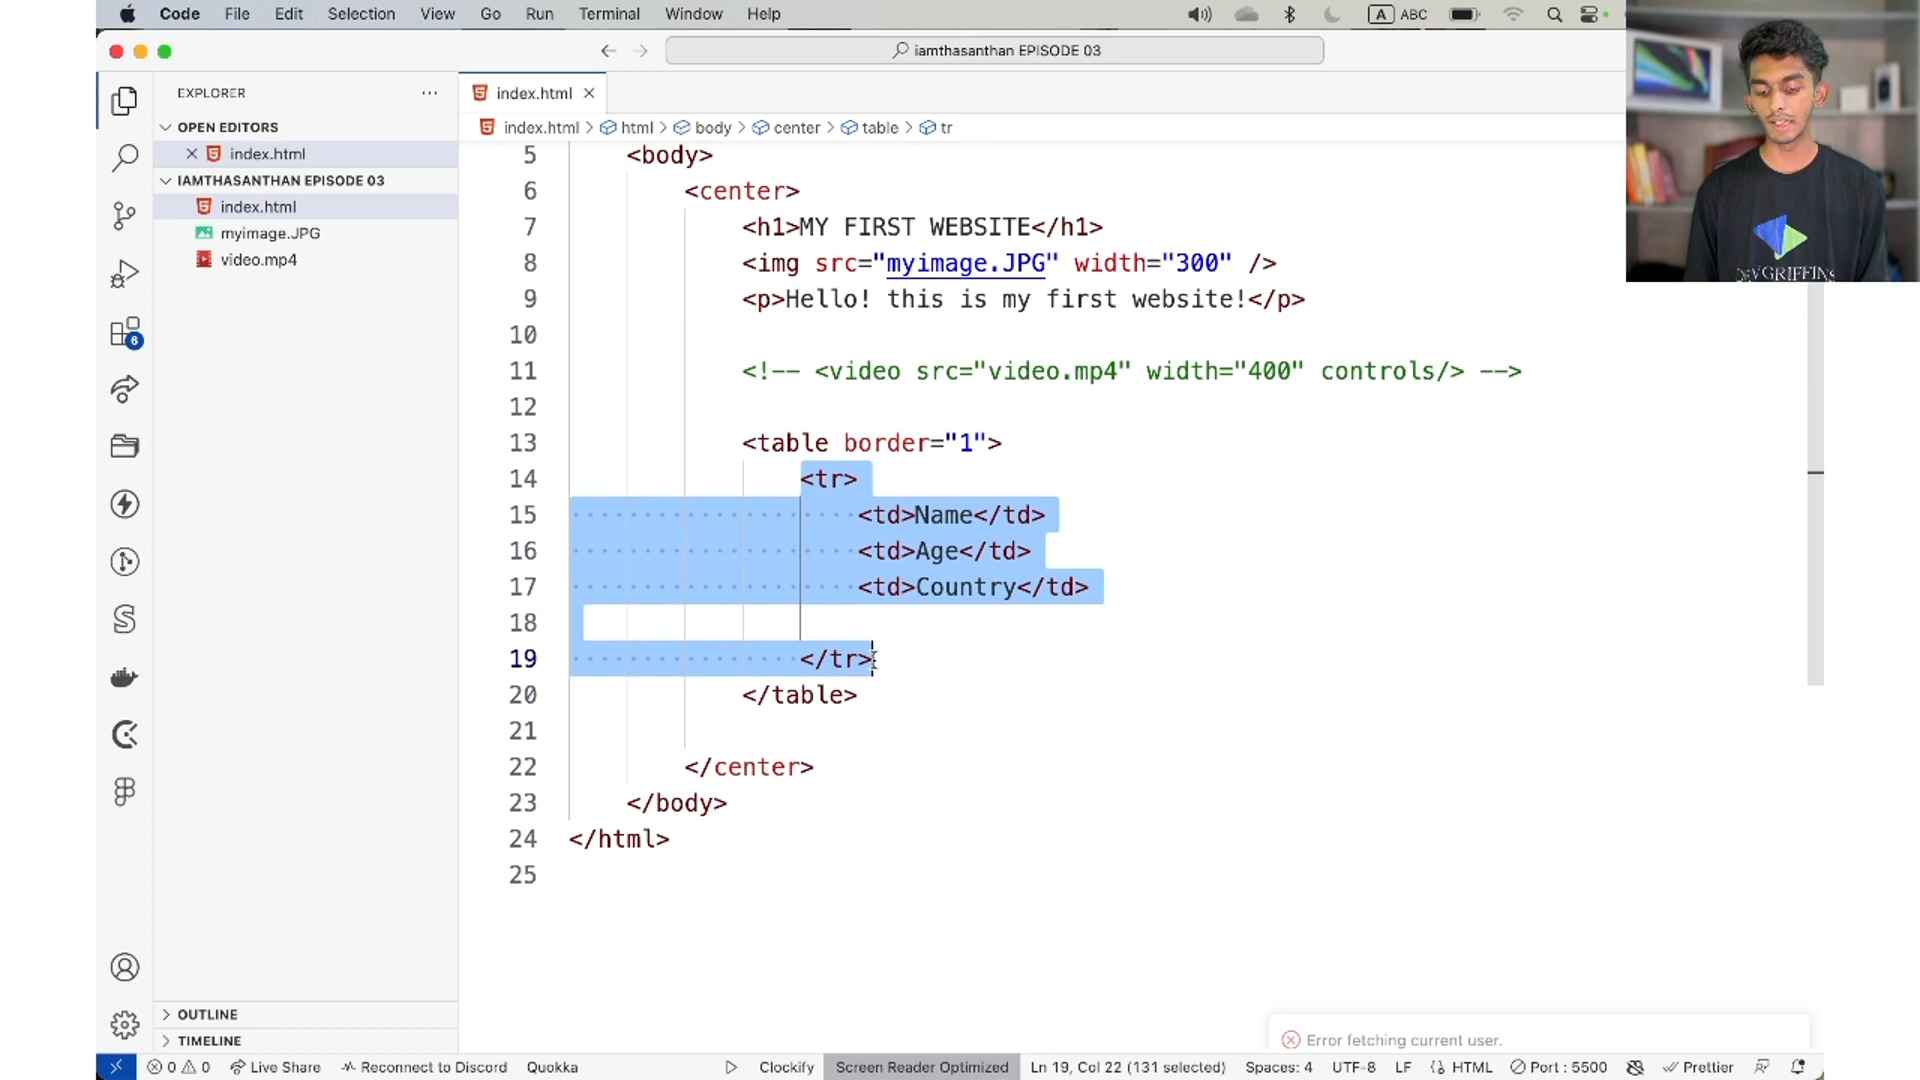 Code File Edit Selection View Go Run Terminal Window Help A ABC
iamthasanthan EPISODE 03
EXPLORER
index.html
index.html > html > body > center > table > tr
OPEN EDITORS
index.html
IAMTHASANTHAN EPISODE 03
index.html
myimage.JPG
video.mp4
6
5 <body>
6 <center>
7 <h1>MY FIRST WEBSITE</h1>
8 <img src="myimage.JPG" width="300" />
9 <p>Hello! this is my first website!</p>
10
11 <!-- <video src="video.mp4" width="400" controls/> -->
12
13 <table border="1">
14 <tr>
15 <td>Name</td>
16 <td>Age</td>
17 <td>Country</td>
18
19 </tr>
20 </table>
21
22 </center>
23 </body>
24 </html>
25
DEVGRIFFINS
OUTLINE
TIMELINE
Error fetching current user.
0 0 Live Share Reconnect to Discord Quokka Clockify Screen Reader Optimized Ln 19, Col 22 (131 selected) Spaces: 4 UTF-8 LF HTML Port : 5500 Prettier